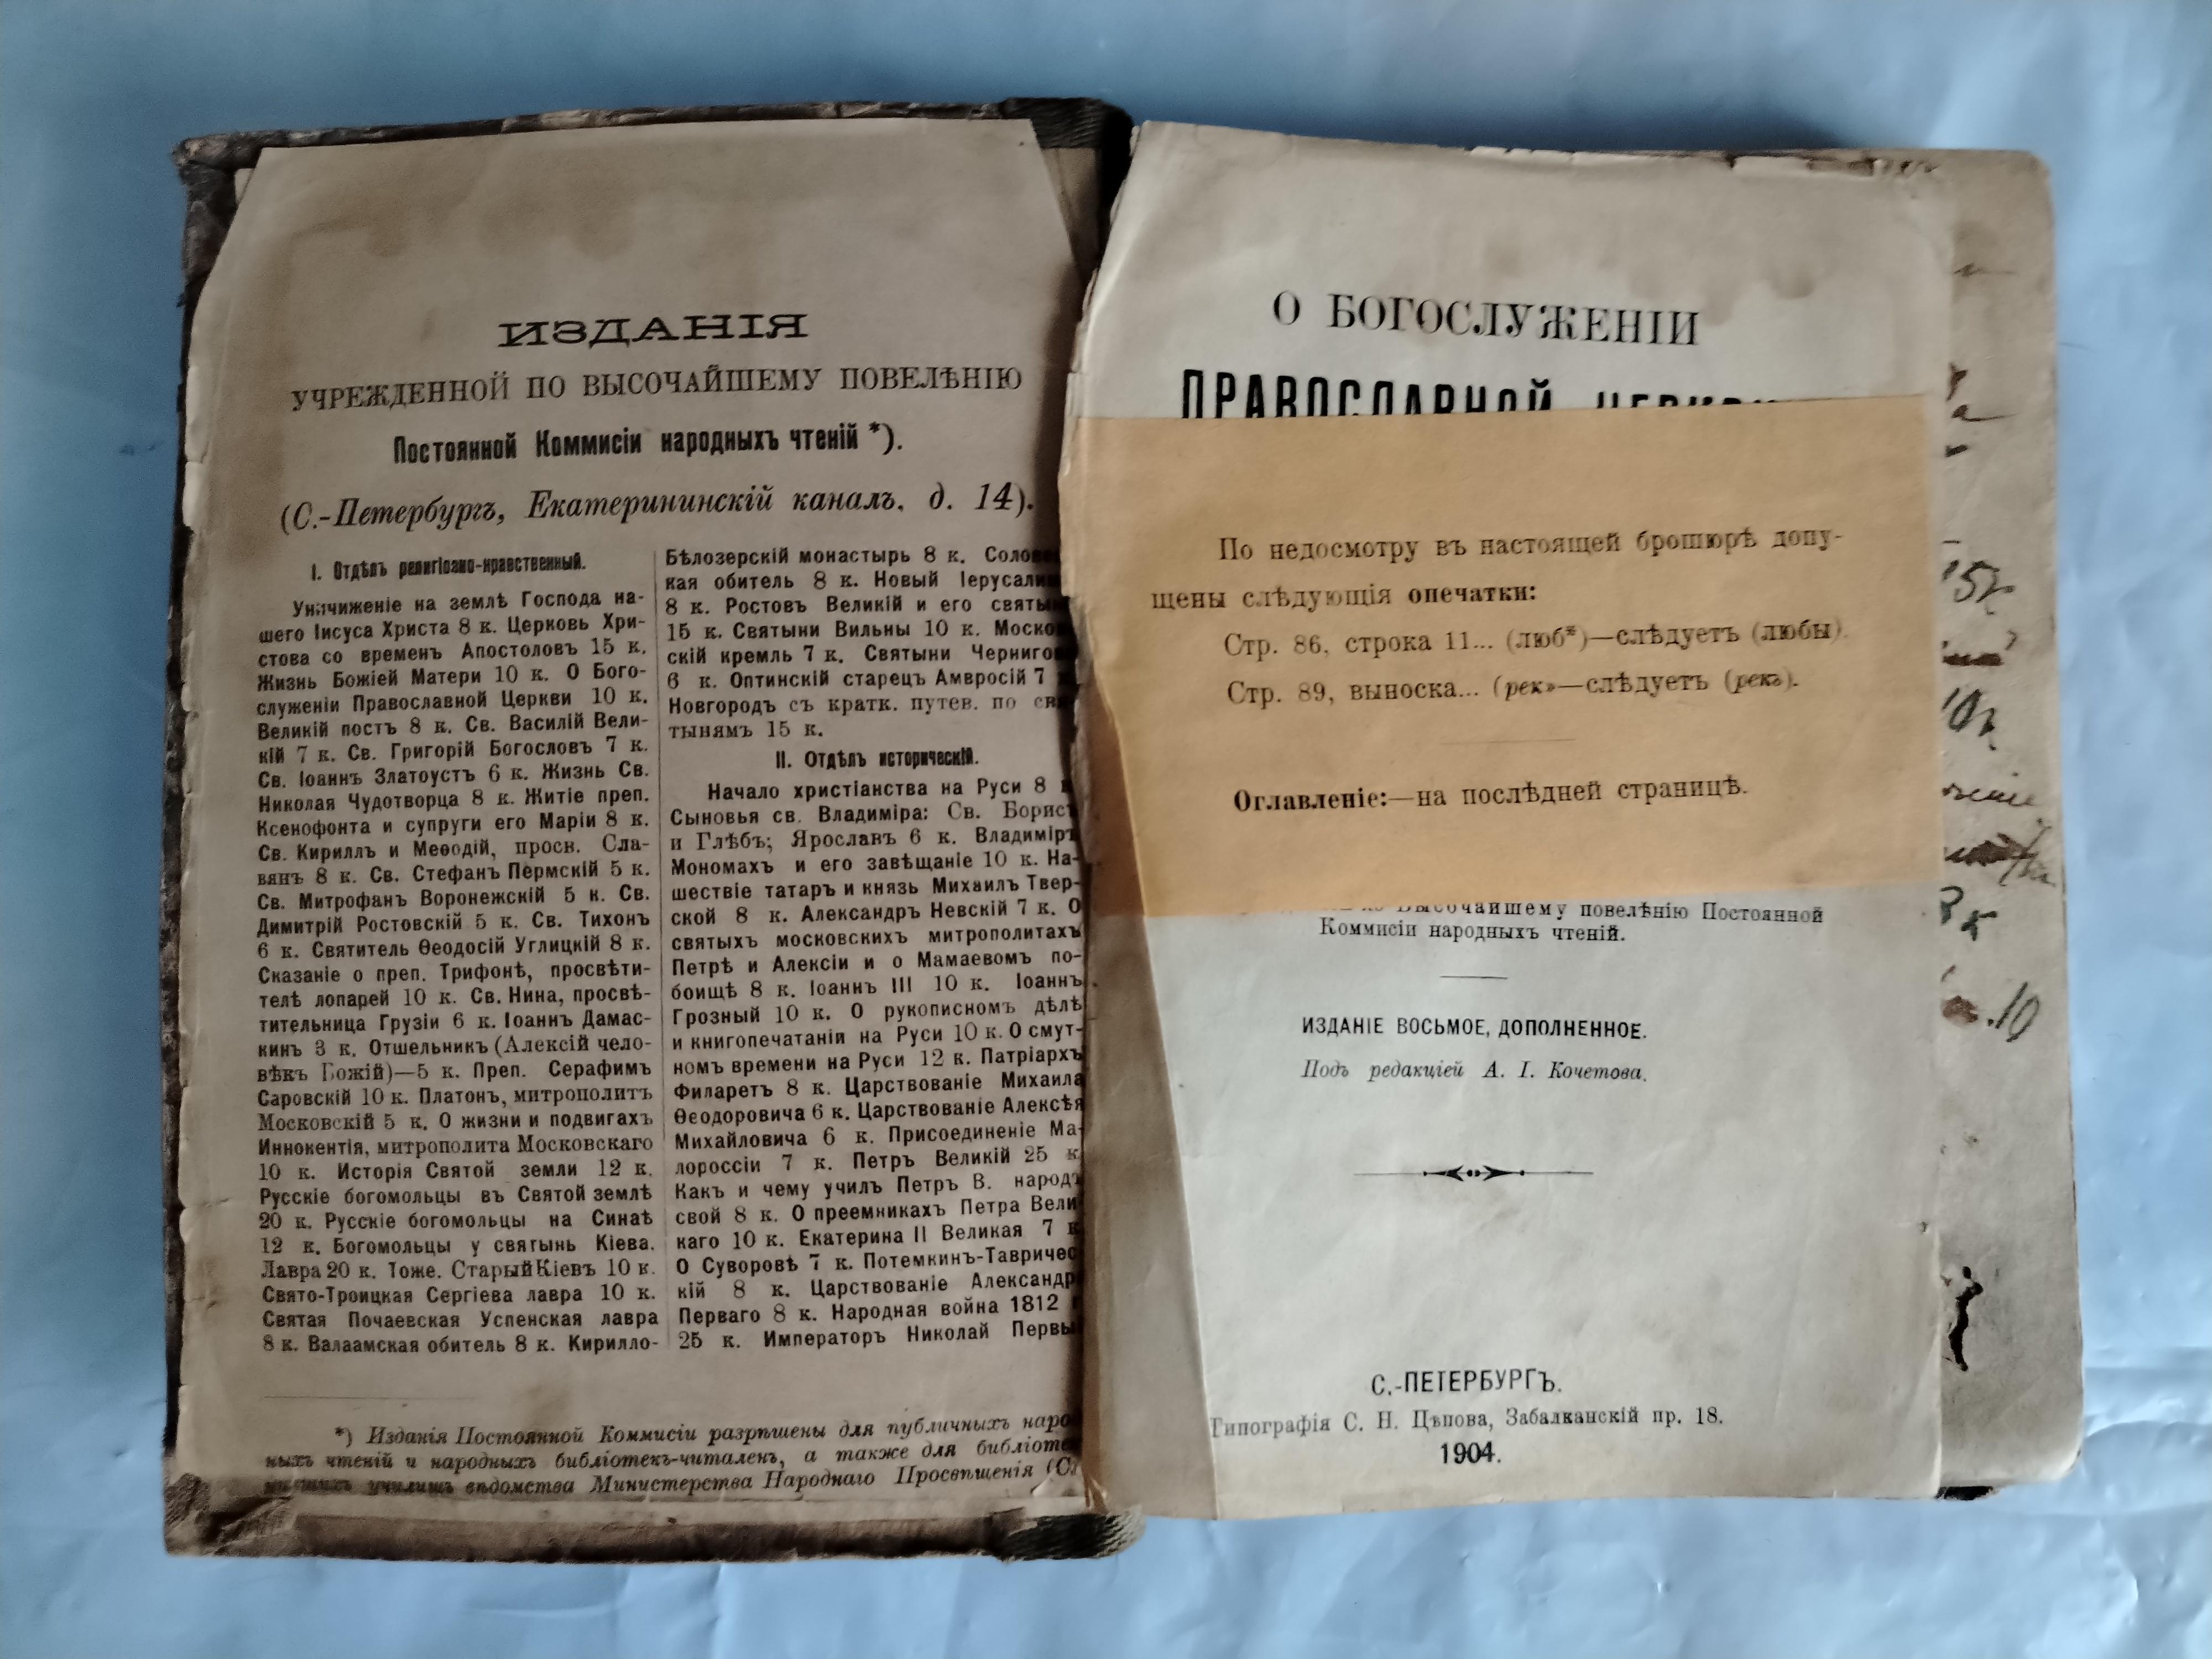 ИЗДАНІЯ
УЧРЕЖДЕННОЙ ПО ВЫСОЧАЙШЕМУ ПОВЕЛѢНІЮ
Постоянной Коммисіи народныхъ чтеній *).
(С.-Петербургъ, Екатерининскій каналъ. д. 14).
I. Отдѣлъ религіозно-нравственный.
Уничиженіе на землѣ Господа на-
шего Іисуса Христа 8 к. Церковь Хри-
стова со временъ Апостоловъ 15 к.
Жизнь Божіей Матери 10 к. О Бого-
служеніи Православной Церкви 10 к.
Великій постъ 8 к. Св. Василій Вели-
кій 7 к. Св. Григорій Богословъ 7 к.
Св. Іоаннъ Златоустъ 6 к. Жизнь Св.
Николая Чудотворца 8 к. Житіе преп.
Ксенофонта и супруги его Маріи 8 к.
Св. Кириллъ и Меѳодій, просв. Сла-
вянъ 8 к. Св. Стефанъ Пермскій 5 к.
Св. Митрофанъ Воронежскій 5 к. Св.
Димитрій Ростовскій 5 к. Св. Тихонъ
6 к. Святитель Ѳеодосій Углицкій 8 к.
Сказаніе о преп. Трифонѣ, просвѣти-
телѣ лопарей 10 к. Св. Нина, просвѣ-
тительница Грузіи 6 к. Іоаннъ Дамас-
кинъ 3 к. Отшельникъ (Алексій чело-
вѣкъ Божій)—5 к. Преп. Серафимъ
Саровскій 10 к. Платонъ, митрополитъ
Московскій 5 к. О жизни и подвигахъ
Иннокентія, митрополита Московскаго
10 к. Исторія Святой земли 12 к.
Русскіе богомольцы въ Святой землѣ
20 к. Русскіе богомольцы на Синаѣ
12 к. Богомольцы у святынь Кіева.
Лавра 20 к. Тоже. Старый Кіевъ 10 к.
Свято-Троицкая Сергіева лавра 10 к.
Святая Почаевская Успенская лавра
8 к. Валаамская обитель 8 к. Кирилло-
Бѣлозерскій монастырь 8 к.
кая обитель 8 к. Новый
8 к. Ростовъ Великій и его
15 к. Святыни Вильны 10 к.
скій кремль 7 к. Святыни
6 к. Оптинскій старецъ Амвросій 7
Новгородъ съ кратк. путев. по
тынямъ 15 к.
II. Отдѣлъ историческій.
Начало христіанства на Руси 8
Сыновья св. Владиміра: Св. Борисъ
и Глѣбъ; Ярославъ 6 к. Владиміръ
Мономахъ и его завѣщаніе 10 к. На-
шествіе татаръ и князь Михаилъ Твер-
ской 8 к. Александръ Невскій 7 к. О
святыхъ московскихъ митрополитахъ
Петрѣ и Алексіи и о Мамаевомъ по-
боищѣ 8 к. Іоаннъ III 10 к. Іоаннъ
Грозный 10 к. О рукописномъ дѣлѣ
и книгопечатаніи на Руси 10 к. О смут-
номъ времени на Руси 12 к. Патріархъ
Филаретъ 8 к. Царствованіе Михаила
Ѳеодоровича 6 к. Царствованіе Алексѣя
Михайловича 6 к. Присоединеніе Ма-
лороссіи 7 к. Петръ Великій 25 к
Какъ и чему училъ Петръ В. народъ
свой 8 к. О преемникахъ Петра Вели-
каго 10 к. Екатерина II Великая 7 к
О Суворовѣ 7 к. Потемкинъ-Тавричес
кій 8 к. Царствованіе Александр
Перваго 8 к. Народная война 1812
25 к. Императоръ Николай Первы
*) Изданія Постоянной Коммисіи разрѣшены для публичныхъ наро
ныхъ чтеній и народныхъ библіотекъ-читаленъ, а также для библіоте
училищъ вѣдомства Министерства Народнаго Просвѣщенія
О БОГОСЛУЖЕНІИ
ПРАВОСЛАВНОЙ ЦЕРКВИ
По недосмотру въ настоящей брошюрѣ допу-
щены слѣдующія опечатки:
Стр. 86, строка 11... (люб*)—слѣдуетъ (любы).
Стр. 89, выноска... (рек»—слѣдуетъ (рекъ).
Оглавленіе:—на послѣдней страницѣ.
Высочайшему повелѣнію Постоянной
Коммисіи народныхъ чтеній.
ИЗДАНІЕ ВОСЬМОЕ, ДОПОЛНЕННОЕ.
Подъ редакціей А. І. Кочетова.
С.-ПЕТЕРБУРГЪ.
Типографія С. Н. Цѣпова, Забалканскій пр. 18.
1904.